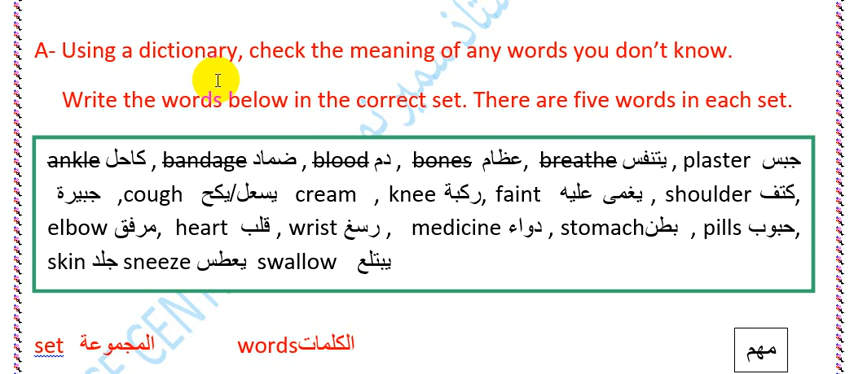 A- Using a dictionary, check the meaning of any words you don't know.
Write the words below in the correct set. There are five words in each set.
ankle كاحل , bandage ضماد , blood دم , bones عظام , breathe يتنفس , plaster جبس
جبيرة ,cough يسعل/يكح cream , knee ركبة, faint يغمى عليه , shoulder كتف,
elbow مرفق, heart قلب , wrist رسغ , medicine دواء , stomach بطن , pills حبوب,
skin جلد sneeze يعطس swallow يبتلع
set المجموعة words الكلمات
مهم